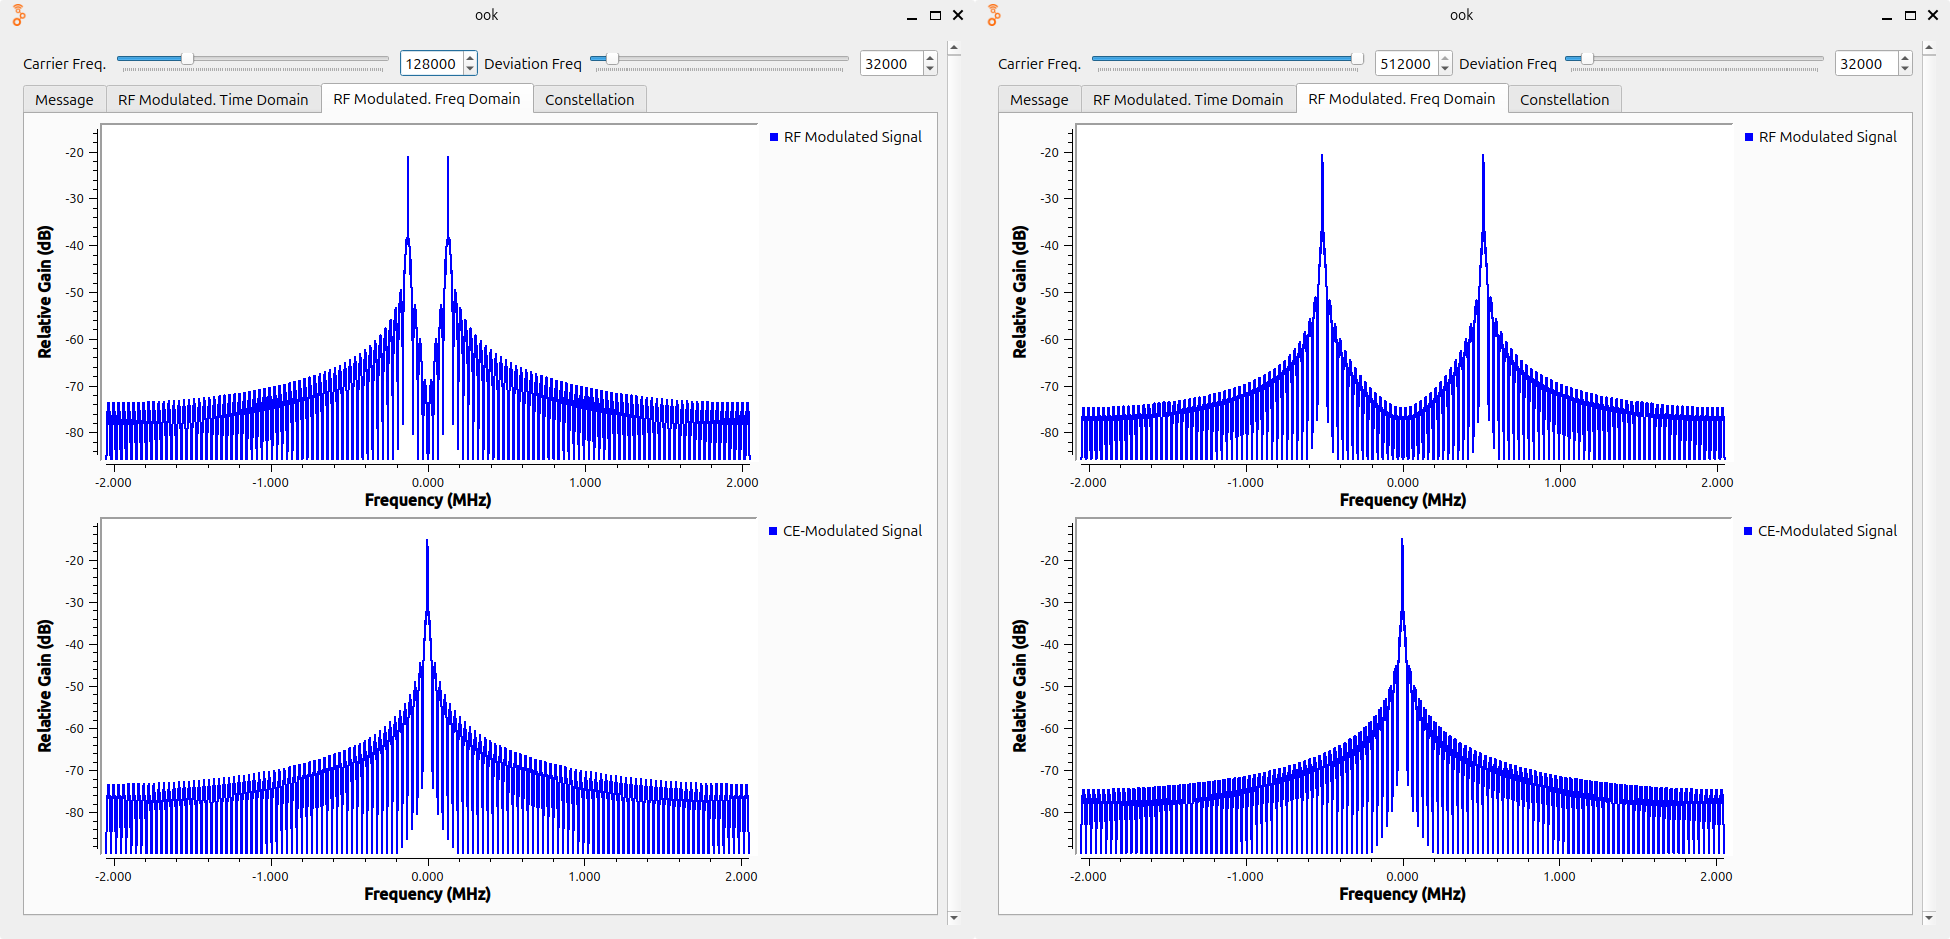 ook
Carrier Freq. 128000 Deviation Freq 32000
Message RF Modulated. Time Domain RF Modulated. Freq Domain Constellation
RF Modulated Signal
Relative Gain (dB)
-20
-30
-40
-50
-60
-70
-80
-2.000 -1.000 0.000 1.000 2.000
Frequency (MHz)
CE-Modulated Signal
Relative Gain (dB)
-20
-30
-40
-50
-60
-70
-80
-2.000 -1.000 0.000 1.000 2.000
Frequency (MHz)
ook
Carrier Freq. 512000 Deviation Freq 32000
Message RF Modulated. Time Domain RF Modulated. Freq Domain Constellation
RF Modulated Signal
Relative Gain (dB)
-20
-30
-40
-50
-60
-70
-80
-2.000 -1.000 0.000 1.000 2.000
Frequency (MHz)
CE-Modulated Signal
Relative Gain (dB)
-20
-30
-40
-50
-60
-70
-80
-2.000 -1.000 0.000 1.000 2.000
Frequency (MHz)